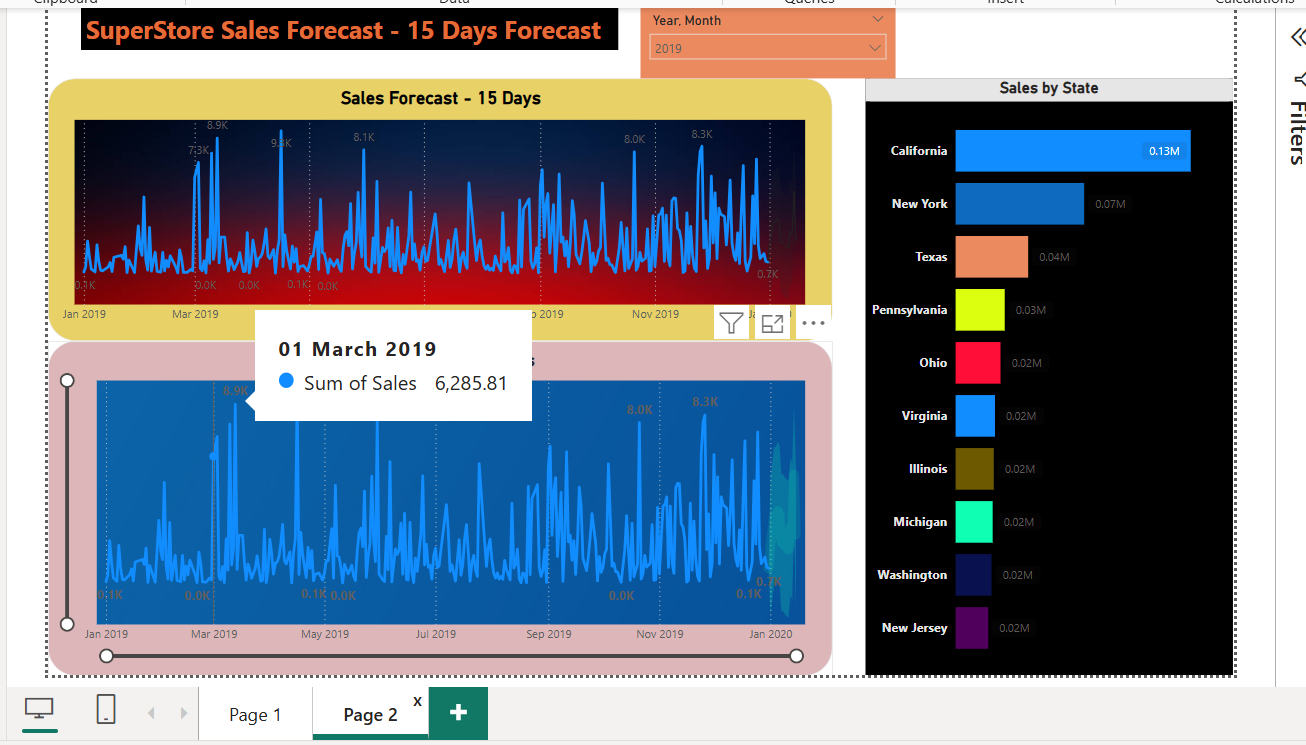 Clipboard Data Queries Insert Calculations
SuperStore Sales Forecast - 15 Days Forecast
Year, Month
2019
Sales Forecast - 15 Days
8.9K
7.3K
8.1K
8.0K
8.3K
0.1K
0.0K
0.0K
0.1K
0.0K
0.7K
Jan 2019
Mar 2019
Nov 2019
01 March 2019
Sum of Sales 6,285.81
8.9K
8.0K
8.3K
0.1K
0.0K
0.1K
0.0K
0.0K
0.1K
0.7K
Jan 2019
Mar 2019
May 2019
Jul 2019
Sep 2019
Nov 2019
Jan 2020
Sales by State
California 0.13M
New York 0.07M
Texas 0.04M
Pennsylvania 0.03M
Ohio 0.02M
Virginia 0.02M
Illinois 0.02M
Michigan 0.02M
Washington 0.02M
New Jersey 0.02M
Filters
Page 1
Page 2
x